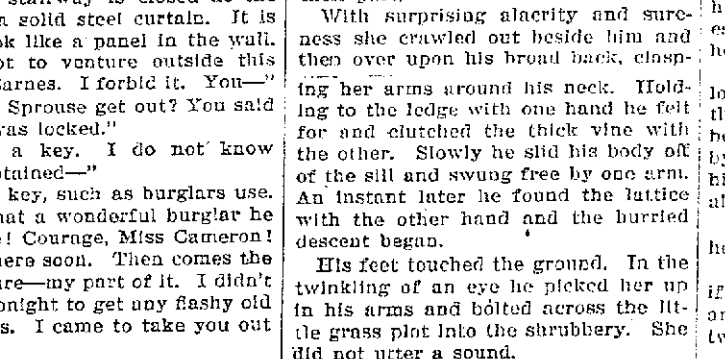 n solid steel curtain. It is
ok like a panel in the wall.
ot to venture outside this
Barnes. I forbid it. You—"
Sprouse get out? You said
was locked."
a key. I do not know
btained—"
key, such as burglars use.
hat a wonderful burglar he
e! Courage, Miss Cameron!
here soon. Then comes the
ure—my part of it. I didn't
onight to get any flashy old
s. I came to take you out
With surprising alacrity and sure-
ness she crawled out beside him and
then over upon his broad back, clasp-
ing her arms around his neck. Hold-
ing to the ledge with one hand he felt
for and clutched the thick vine with
the other. Slowly he slid his body off
of the sill and swung free by one arm.
An instant later he found the lattice
with the other hand and the hurried
descent began.
His feet touched the ground. In the
twinkling of an eye he picked her up
in his arms and bolted across the lit-
tle grass plot into the shrubbery. She
did not utter a sound.